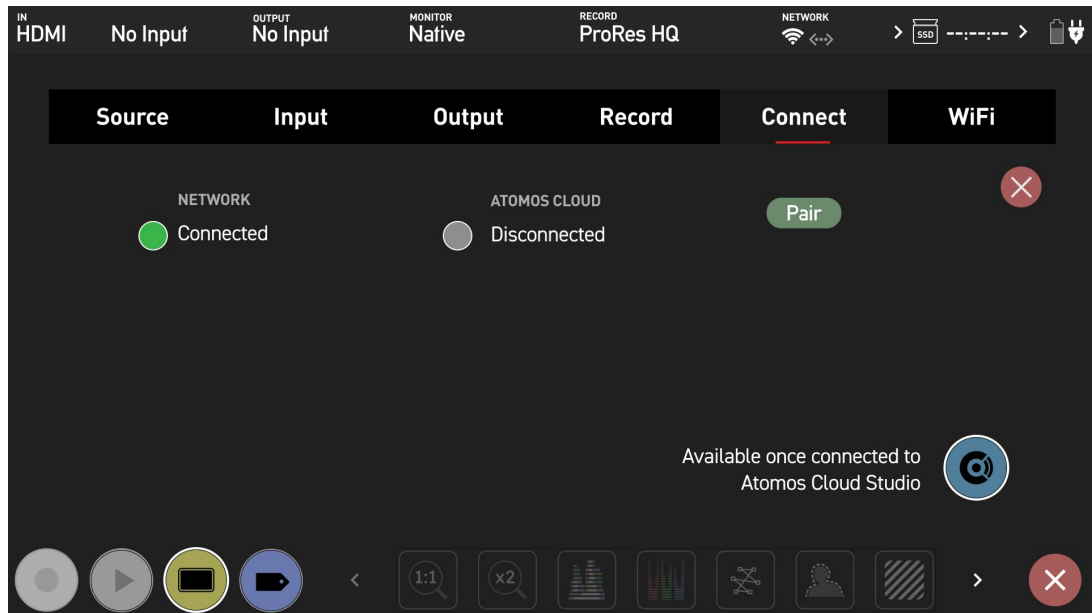 IN
HDMI
No Input
OUTPUT
No Input
MONITOR
Native
RECORD
ProRes HQ
NETWORK
SSD
--:--:--
Source Input Output Record Connect WiFi
NETWORK
Connected
ATOMOS CLOUD
Disconnected
Pair
Available once connected to
Atomos Cloud Studio
1:1
x2